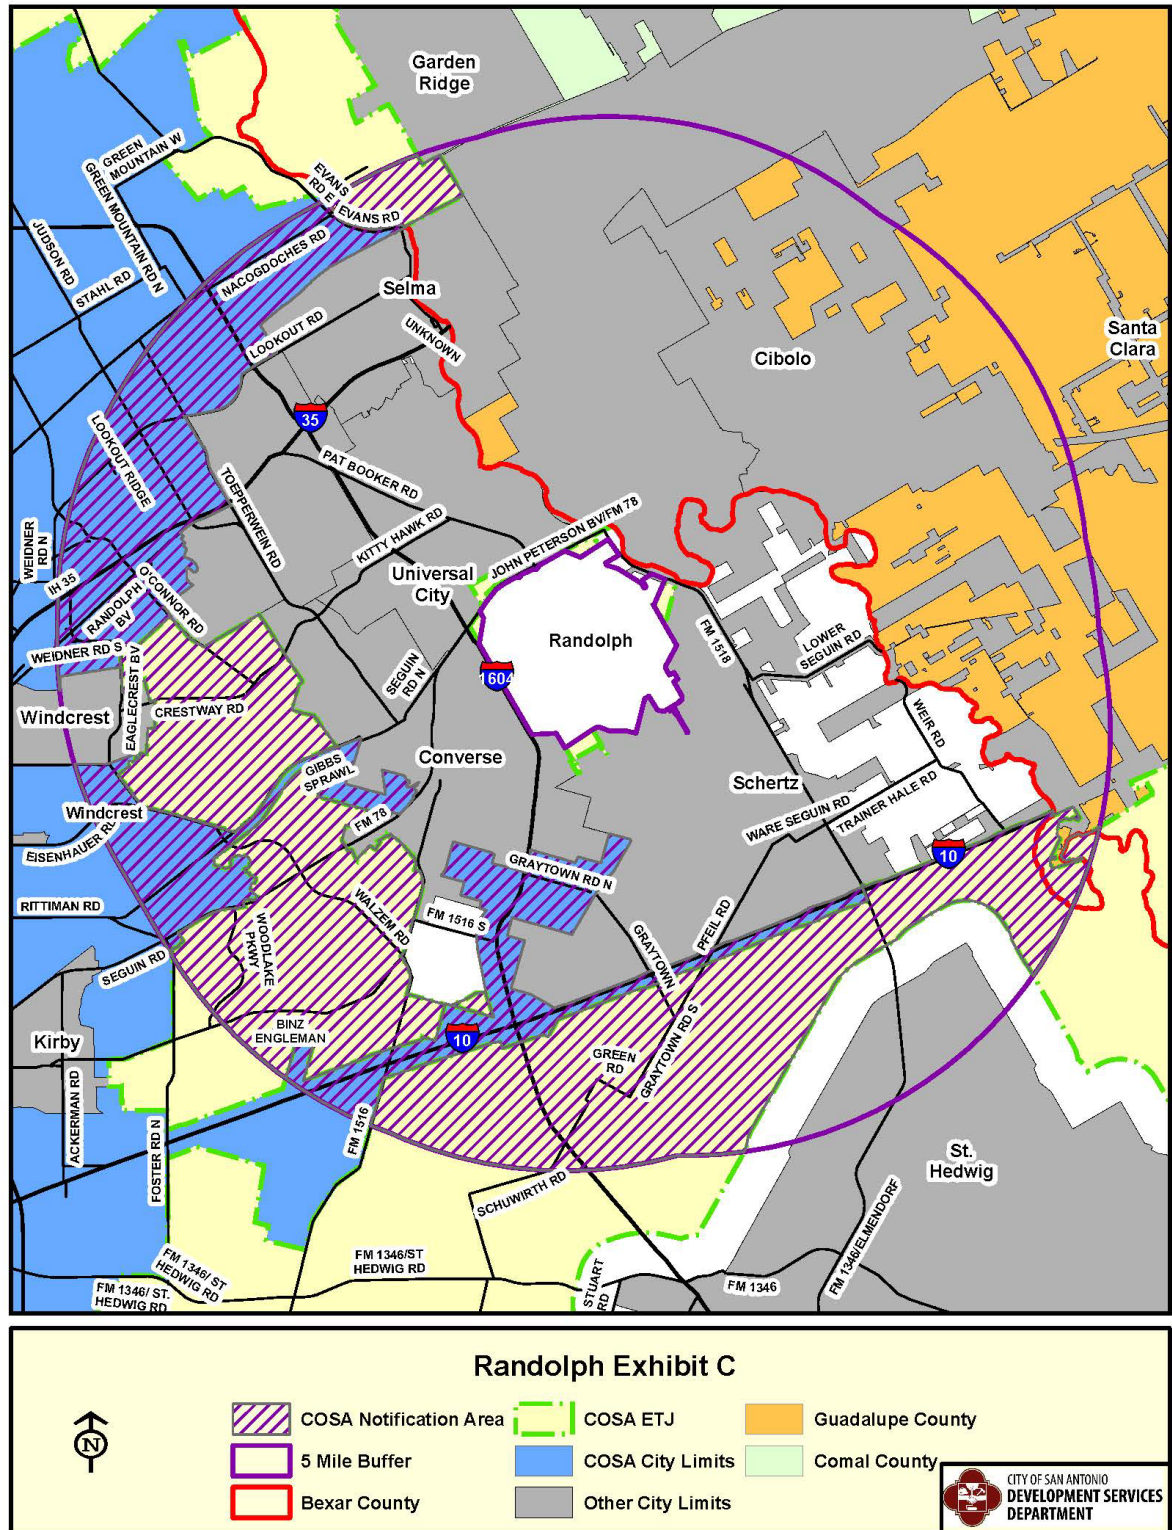 Garden
Ridge
GREEN
MOUNTAIN W
GREEN MOUNTAIN RD N
EVANS
RD E
EVANS RD
JUDSON RD
STAHL RD
NACOGDOCHES RD
Selma
LOOKOUT RD
UNKNOWN
Cibolo
Santa
Clara
35
LOOKOUT RIDGE
TOEPPERWEIN RD
PAT BOOKER RD
KITTY HAWK RD
JOHN PETERSON BV/FM 78
WEIDNER
RD N
IH 35
RANDOLPH
BV
O'CONNOR RD
Universal
City
Randolph
FM 1518
LOWER
SEGUIN RD
WEIDNER RD S
EAGLECREST BV
SEGUIN
RD N
1604
Windcrest
CRESTWAY RD
WEIR RD
GIBBS
SPRAWL
Converse
Schertz
Windcrest
FM 78
WARE SEGUIN RD
TRAINER HALE RD
EISENHAUER RD
10
GRAYTOWN RD N
RITTIMAN RD
WALZEM RD
FM 1516 S
PFEIL RD
WOODLAKE
PKWY
GRAYTOWN
SEGUIN RD
Kirby
BINZ
ENGLEMAN
10
GREEN
RD
GRAYTOWN RD S
ACKERMAN RD
FOSTER RD N
FM 1516
St.
Hedwig
SCHUWIRTH RD
FM 1346/ELMENDORF
FM 1346/ ST
HEDWIG RD
FM 1346/ST
HEDWIG RD
FM 1346/ ST.
HEDWIG RD
STUART
RD
FM 1346
Randolph Exhibit C
N
COSA Notification Area
COSA ETJ
Guadalupe County
5 Mile Buffer
COSA City Limits
Comal County
Bexar County
Other City Limits
CITY OF SAN ANTONIO
DEVELOPMENT SERVICES
DEPARTMENT